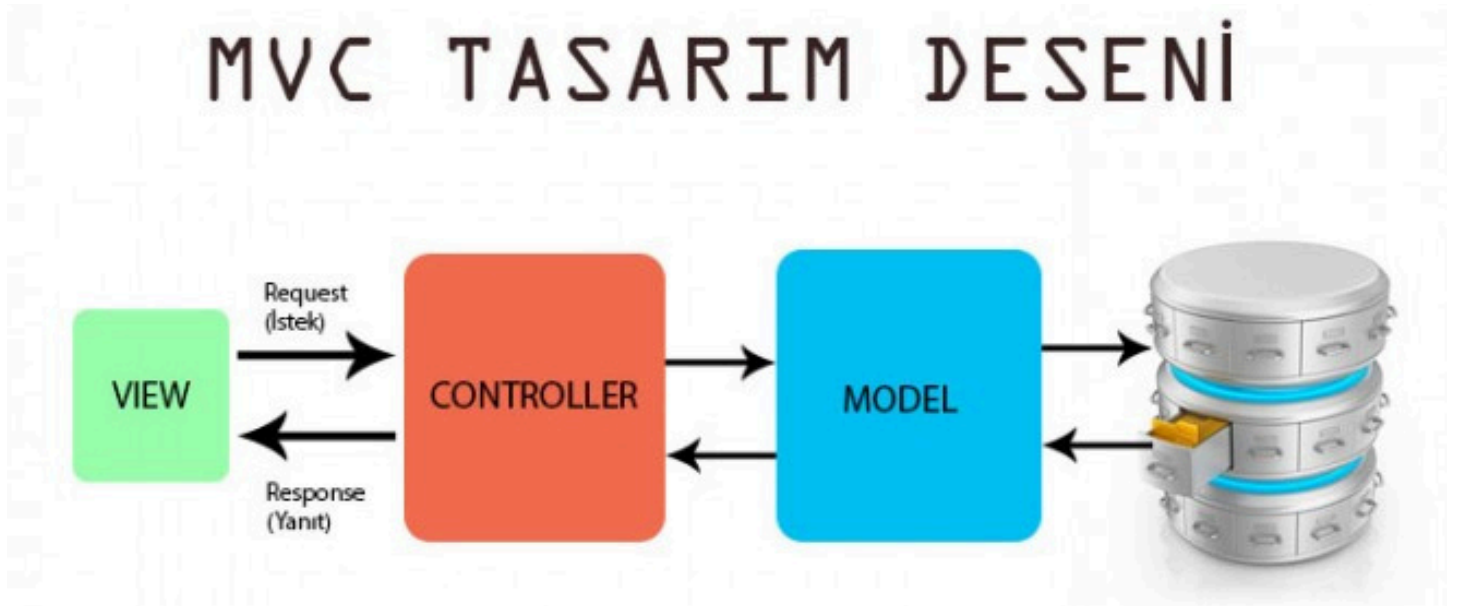 MVC TASARIM DESENİ
Request
(İstek)
VIEW
CONTROLLER
MODEL
Response
(Yanıt)